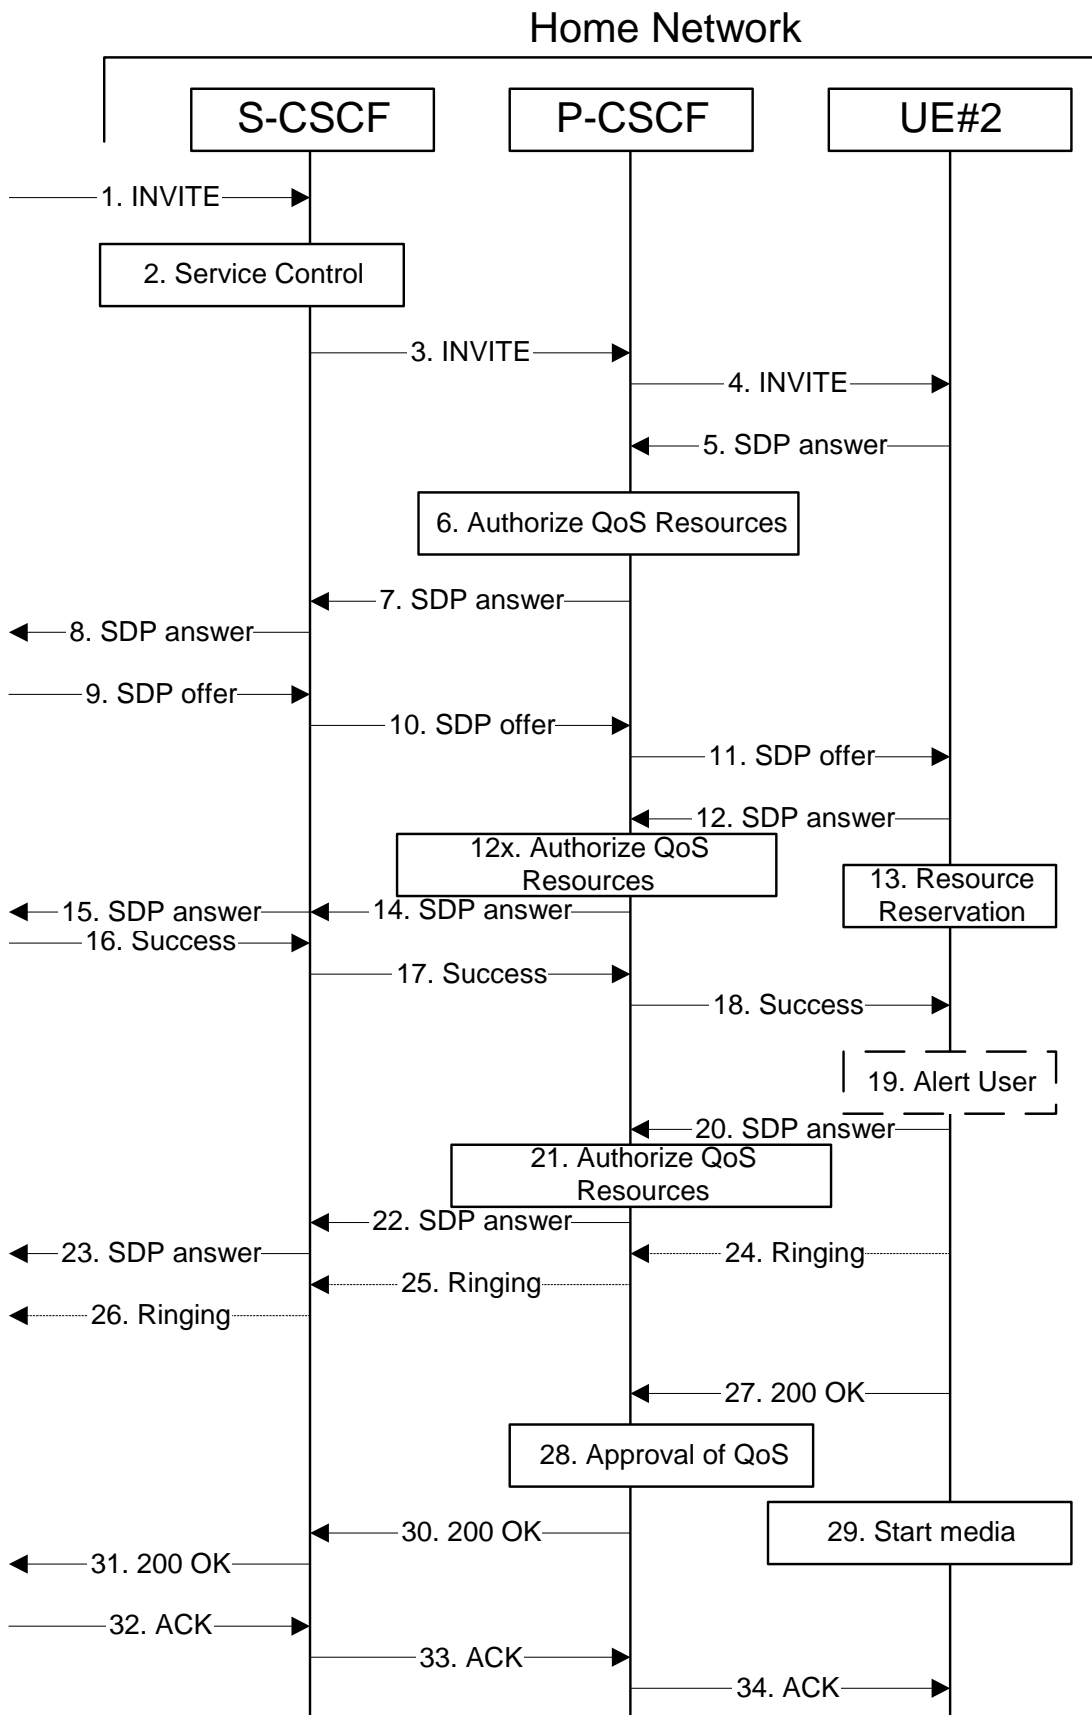 Home Network
S-CSCF
P-CSCF
UE#2
1. INVITE
2. Service Control
3. INVITE
4. INVITE
5. SDP answer
6. Authorize QoS Resources
7. SDP answer
8. SDP answer
9. SDP offer
10. SDP offer
11. SDP offer
12. SDP answer
12x. Authorize QoS
Resources
13. Resource
Reservation
14. SDP answer
15. SDP answer
16. Success
17. Success
18. Success
19. Alert User
20. SDP answer
21. Authorize QoS
Resources
22. SDP answer
23. SDP answer
24. Ringing
25. Ringing
26. Ringing
27. 200 OK
28. Approval of QoS
29. Start media
30. 200 OK
31. 200 OK
32. ACK
33. ACK
34. ACK